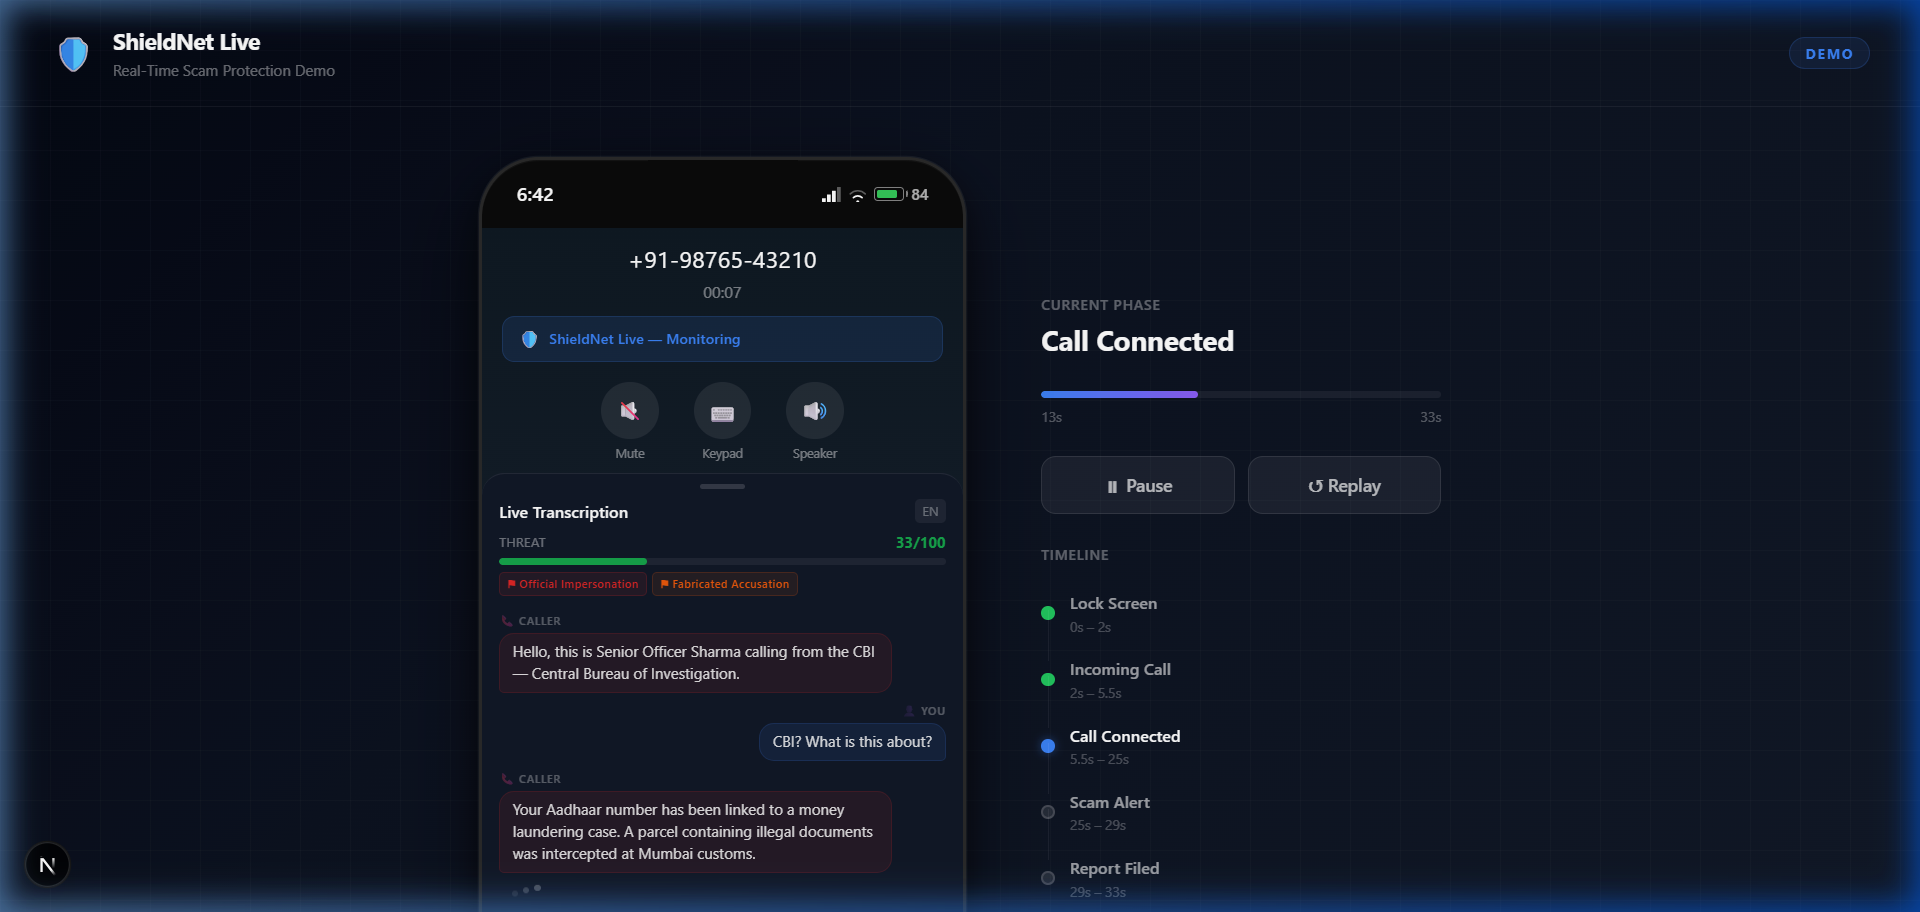 ShieldNet Live
Real-Time Scam Protection Demo
DEMO
6:42
84
+91-98765-43210
00:07
ShieldNet Live — Monitoring
Mute
Keypad
Speaker
Live Transcription
EN
THREAT
33/100
Official Impersonation
Fabricated Accusation
CALLER
Hello, this is Senior Officer Sharma calling from the CBI
— Central Bureau of Investigation.
YOU
CBI? What is this about?
CALLER
Your Aadhaar number has been linked to a money
laundering case. A parcel containing illegal documents
was intercepted at Mumbai customs.
CURRENT PHASE
Call Connected
13s
33s
Pause
Replay
TIMELINE
Lock Screen
0s – 2s
Incoming Call
2s – 5.5s
Call Connected
5.5s – 25s
Scam Alert
25s – 29s
Report Filed
29s – 33s
N